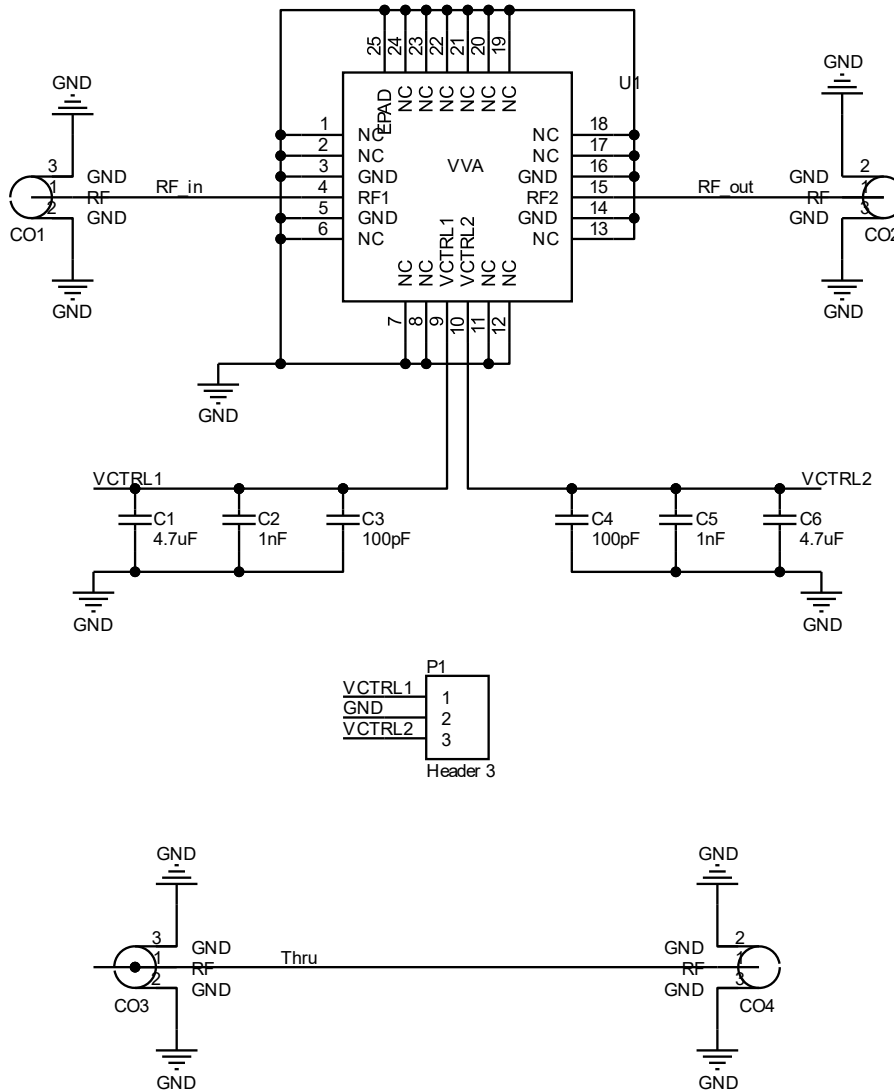 25
24
23
22
21
20
19
GND
GND
U1
EPAD
NC
NC
NC
NC
NC
NC
1
NC
NC
18
2
NC
NC
17
VVA
3
GND
GND
16
4
RF1
RF2
15
5
GND
GND
14
6
NC
NC
13
3
GND
1
RF
RF_in
2
GND
CO1
GND
RF_out
GND
2
RF
1
GND
3
CO2
GND
NC
NC
VCTRL1
VCTRL2
NC
NC
7
8
9
10
11
12
GND
VCTRL1
VCTRL2
C1
4.7uF
C2
1nF
C3
100pF
C4
100pF
C5
1nF
C6
4.7uF
GND
GND
P1
VCTRL1
1
GND
2
VCTRL2
3
Header 3
GND
GND
3
GND
1
RF
Thru
2
GND
CO3
GND
GND
2
RF
1
GND
3
CO4
GND